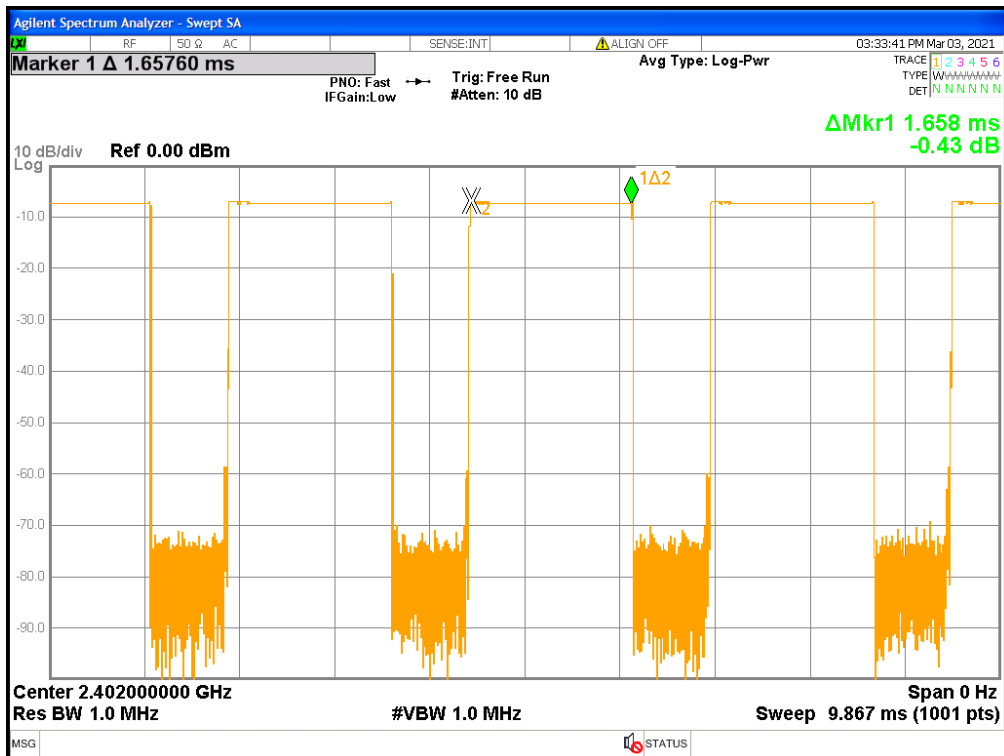 Agilent Spectrum Analyzer - Swept SA
LXI RF 50 Ω AC SENSE:INT ALIGN OFF 03:33:41 PM Mar 03, 2021
Marker 1 Δ 1.65760 ms
PNO: Fast
IFGain:Low
Trig: Free Run
#Atten: 10 dB
Avg Type: Log-Pwr
TRACE 1 2 3 4 5 6
TYPE W
DET N N N N N N
ΔMkr1 1.658 ms
-0.43 dB
10 dB/div Ref 0.00 dBm
Log
1Δ2
2
-10.0
-20.0
-30.0
-40.0
-50.0
-60.0
-70.0
-80.0
-90.0
Center 2.402000000 GHz Span 0 Hz
Res BW 1.0 MHz #VBW 1.0 MHz Sweep 9.867 ms (1001 pts)
MSG STATUS